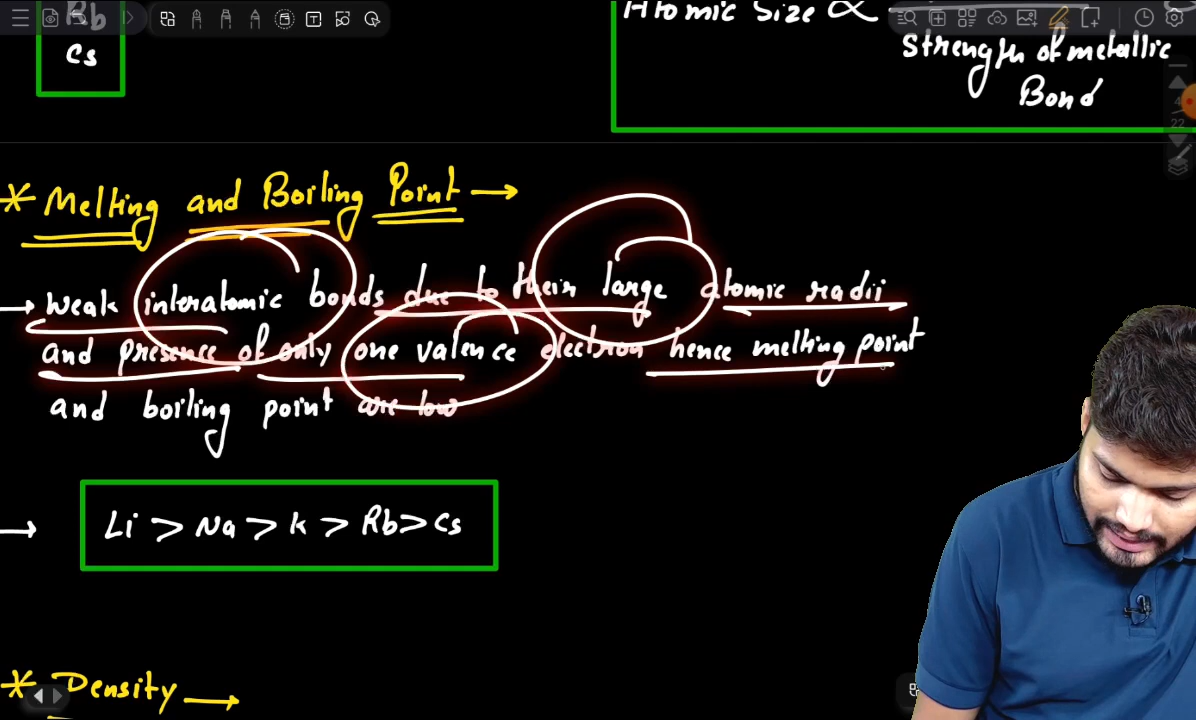 Rb
Cs
Atomic Size ∝
Strength of metallic
Bond
* Melting and Boiling Point →
→ Weak interatomic bonds due to their large atomic radii
and presence of only one valence electron hence melting point
and boiling point are low
→ Li > Na > K > Rb > Cs
* Density →
22